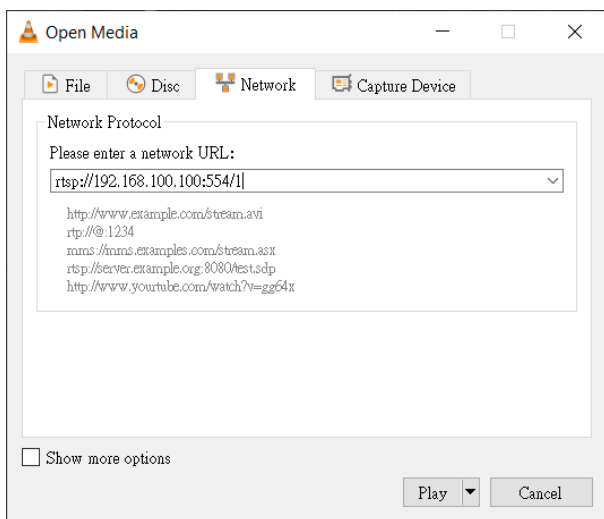 Open Media
File Disc Network Capture Device
Network Protocol
Please enter a network URL:
rtsp://192.168.100.100:554/1
http://www.example.com/stream.avi
rtp://@:1234
mms://mms.examples.com/stream.asx
rtsp://server.example.org:8080/test.sdp
http://www.yourtube.com/watch?v=gg64x
Show more options
Play Cancel